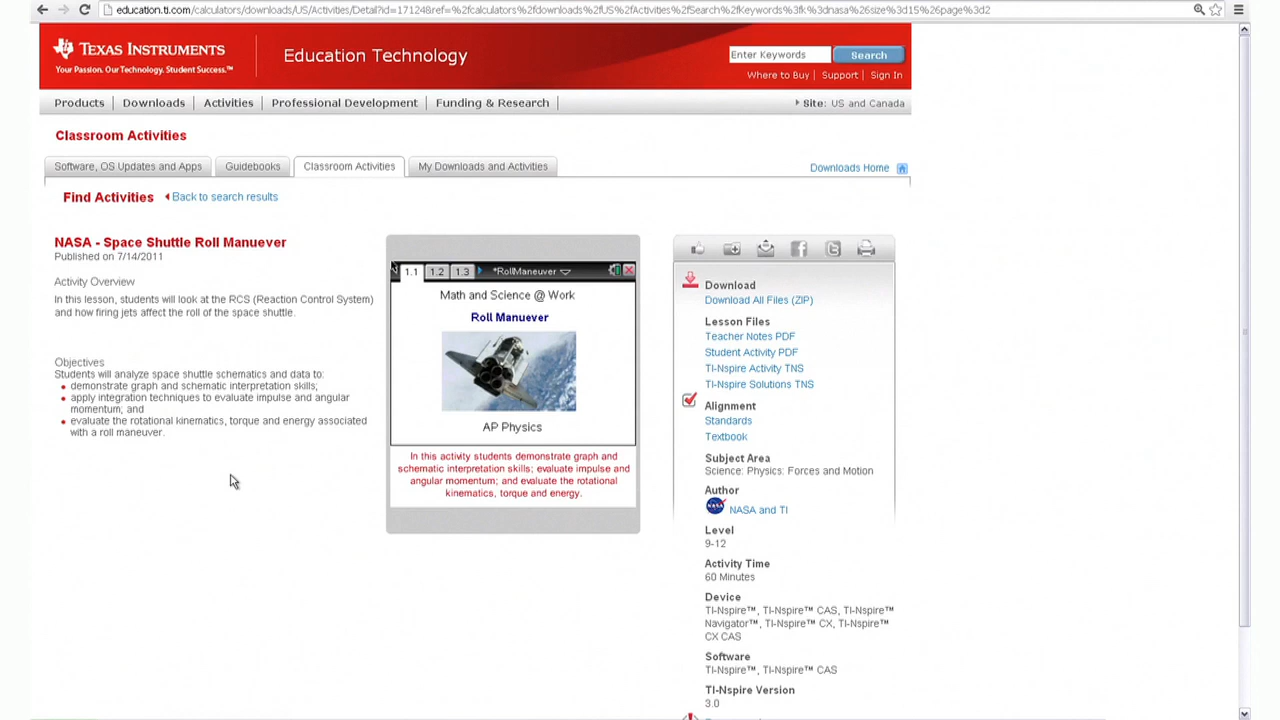 education.ti.com/calculators/downloads/US/Activities/Detail?id=17124&ref=%2fcalculators%2fdownloads%2fUS%2fActivities%2fSearch%2fKeywords%3fk%3dnasa%26size%3d15%26page%3d2
TEXAS INSTRUMENTS
Your Passion. Our Technology. Student Success.™
Education Technology
Enter Keywords
Search
Where to Buy | Support | Sign In
Products | Downloads | Activities | Professional Development | Funding & Research |
Site: US and Canada
Classroom Activities
Software, OS Updates and Apps
Guidebooks
Classroom Activities
My Downloads and Activities
Downloads Home
Find Activities
Back to search results
NASA - Space Shuttle Roll Manuever
Published on 7/14/2011
Activity Overview
In this lesson, students will look at the RCS (Reaction Control System)
and how firing jets affect the roll of the space shuttle.
Objectives
Students will analyze space shuttle schematics and data to:
demonstrate graph and schematic interpretation skills;
apply integration techniques to evaluate impulse and angular
momentum; and
evaluate the rotational kinematics, torque and energy associated
with a roll maneuver.
1.1 1.2 1.3 *RollManeuver
Math and Science @ Work
Roll Manuever
AP Physics
In this activity students demonstrate graph and
schematic interpretation skills; evaluate impulse and
angular momentum; and evaluate the rotational
kinematics, torque and energy.
Download
Download All Files (ZIP)
Lesson Files
Teacher Notes PDF
Student Activity PDF
TI-Nspire Activity TNS
TI-Nspire Solutions TNS
Alignment
Standards
Textbook
Subject Area
Science: Physics: Forces and Motion
Author
NASA
NASA and TI
Level
9-12
Activity Time
60 Minutes
Device
TI-Nspire™, TI-Nspire™ CAS, TI-Nspire™
Navigator™, TI-Nspire™ CX, TI-Nspire™
CX CAS
Software
TI-Nspire™, TI-Nspire™ CAS
TI-Nspire Version
3.0